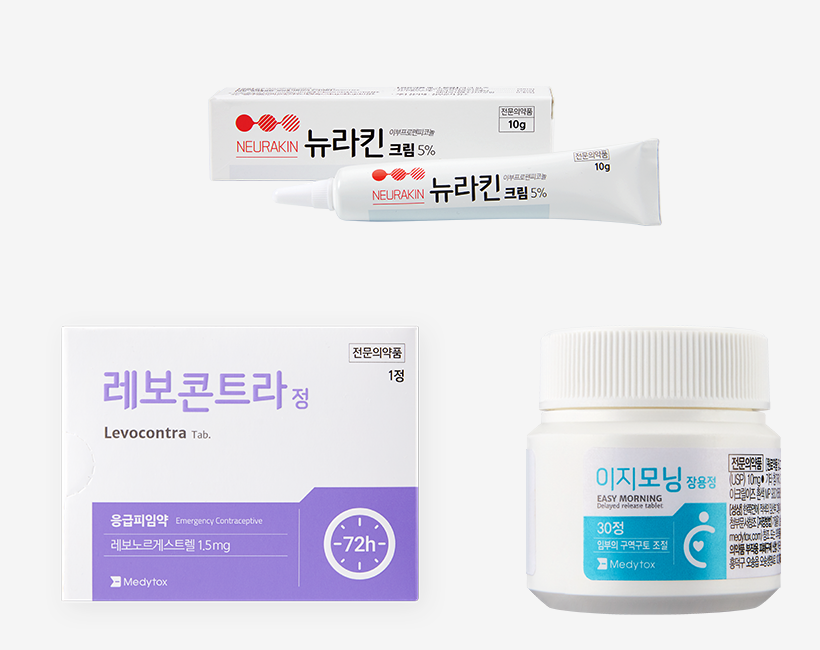 전문의약품
10g
NEURAKIN 뉴라킨 크림 5%
이부프로펜피코놀
전문의약품
10g
NEURAKIN 뉴라킨 크림 5%
이부프로펜피코놀
전문의약품
1정
레보콘트라정
Levocontra Tab.
응급피임약 Emergency Contraceptive
레보노르게스트렐 1.5mg
72h
Medytox
이지모닝 장용정
EASY MORNING
Delayed release tablet
30정
임부의 구역구토 조절
Medytox
전문의약품
(USP) 10mg
medytox.com